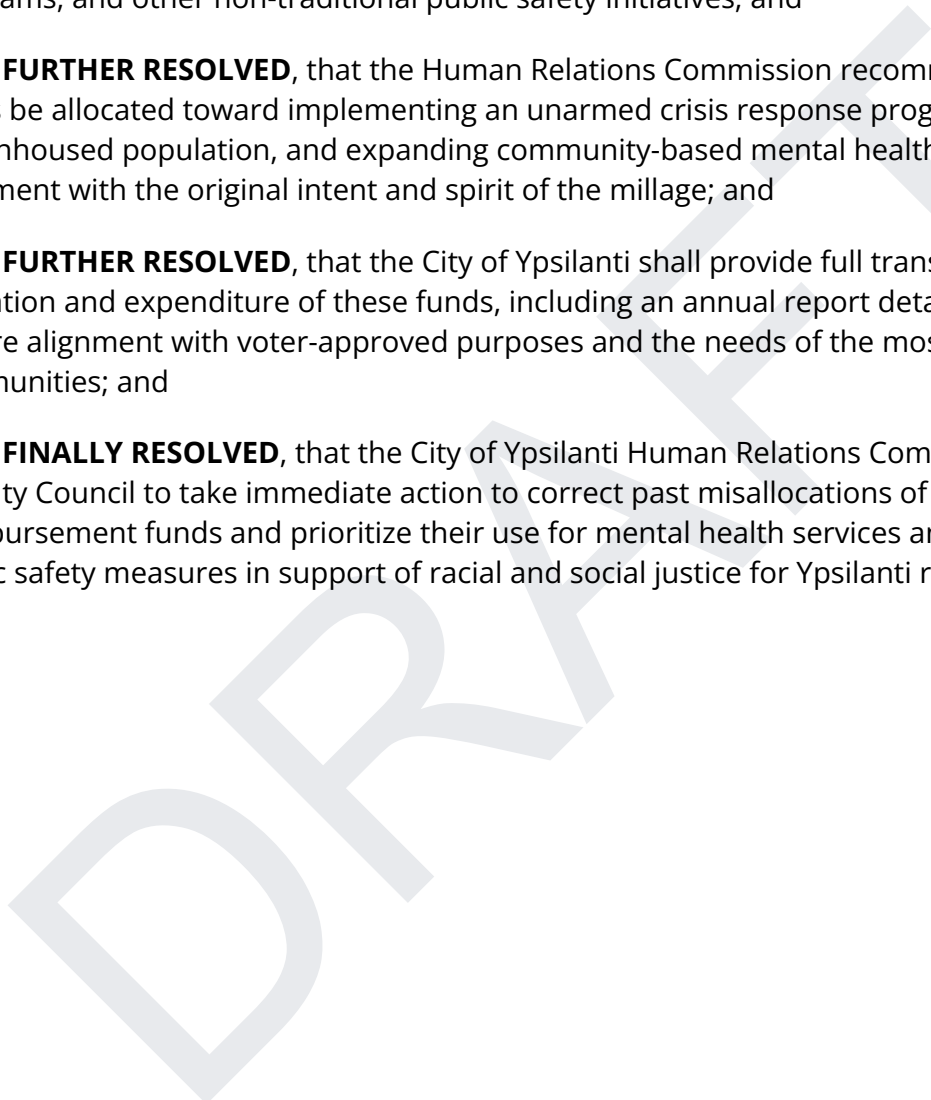 ams, and other non-traditional public safety initiatives; and
FURTHER RESOLVED, that the Human Relations Commission recom
be allocated toward implementing an unarmed crisis response prog
nhoused population, and expanding community-based mental health
ment with the original intent and spirit of the millage; and
FURTHER RESOLVED, that the City of Ypsilanti shall provide full trans
ation and expenditure of these funds, including an annual report deta
re alignment with voter-approved purposes and the needs of the mos
unities; and
FINALLY RESOLVED, that the City of Ypsilanti Human Relations Com
ty Council to take immediate action to correct past misallocations of
bursement funds and prioritize their use for mental health services an
c safety measures in support of racial and social justice for Ypsilanti r
DRAFT